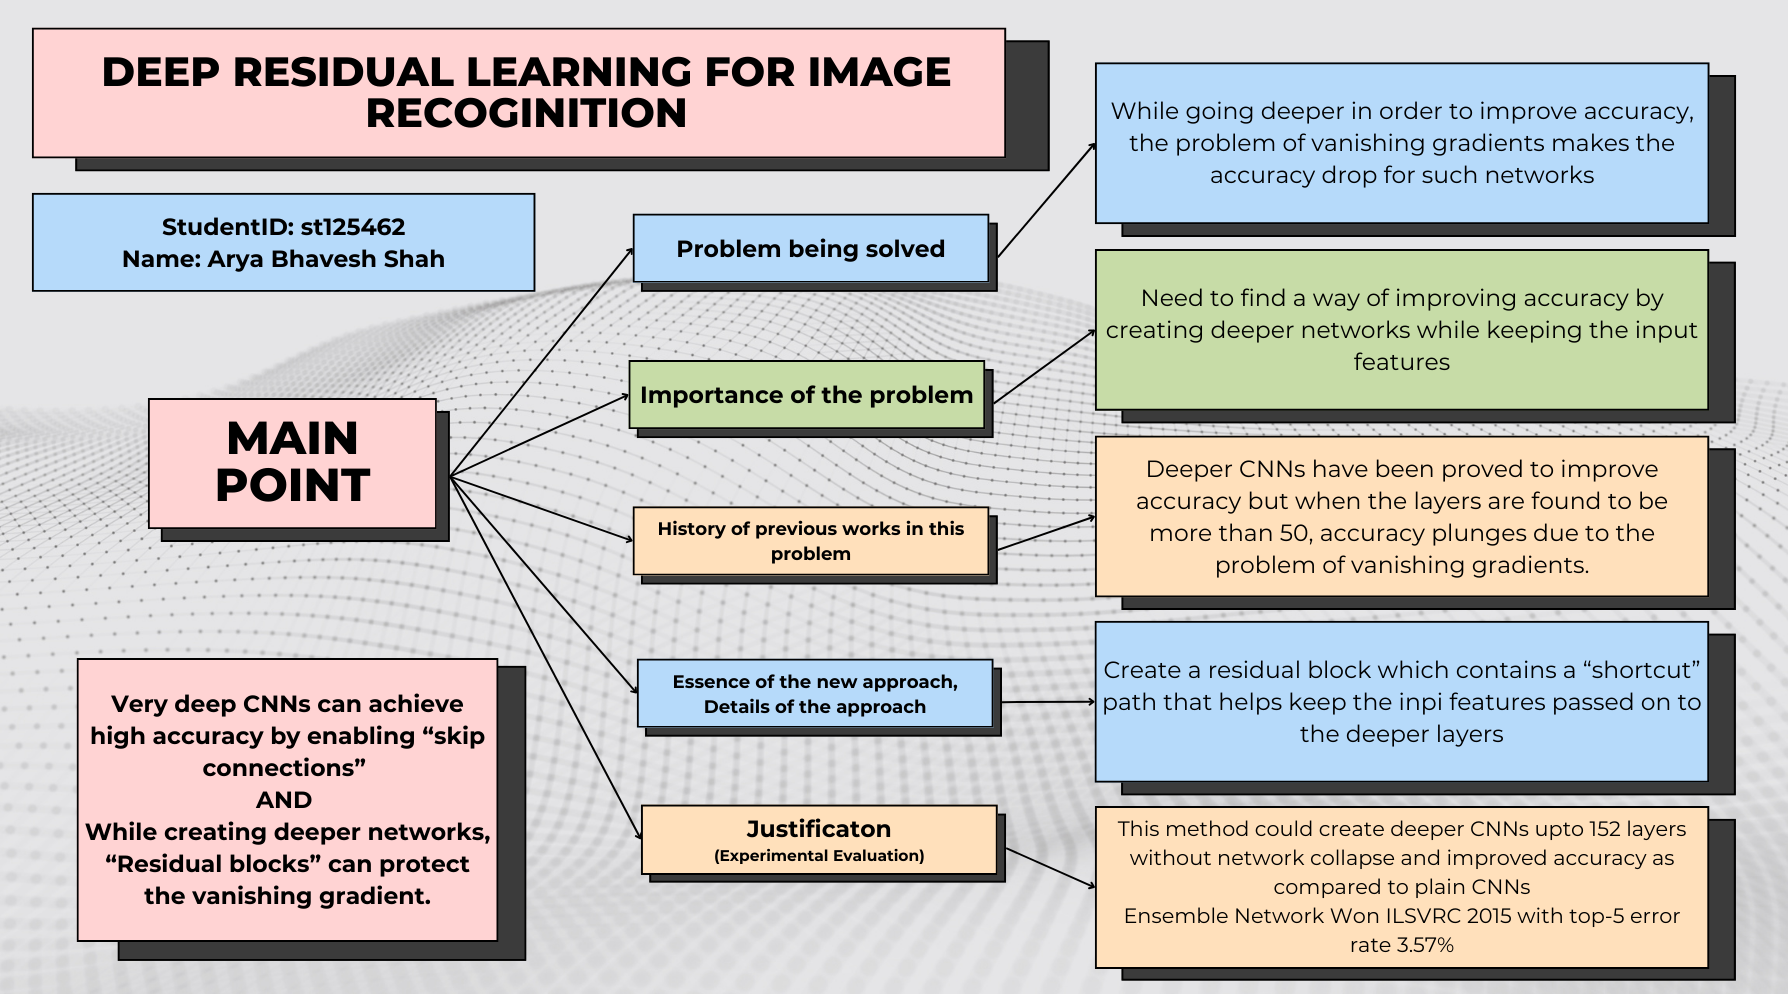 DEEP RESIDUAL LEARNING FOR IMAGE
RECOGINITION
StudentID: st125462
Name: Arya Bhavesh Shah
MAIN
POINT
Very deep CNNs can achieve
high accuracy by enabling “skip
connections”
AND
While creating deeper networks,
“Residual blocks” can protect
the vanishing gradient.
Problem being solved
While going deeper in order to improve accuracy,
the problem of vanishing gradients makes the
accuracy drop for such networks
Importance of the problem
Need to find a way of improving accuracy by
creating deeper networks while keeping the input
features
History of previous works in this
problem
Deeper CNNs have been proved to improve
accuracy but when the layers are found to be
more than 50, accuracy plunges due to the
problem of vanishing gradients.
Essence of the new approach,
Details of the approach
Create a residual block which contains a “shortcut”
path that helps keep the inpi features passed on to
the deeper layers
Justificaton
(Experimental Evaluation)
This method could create deeper CNNs upto 152 layers
without network collapse and improved accuracy as
compared to plain CNNs
Ensemble Network Won ILSVRC 2015 with top-5 error
rate 3.57%